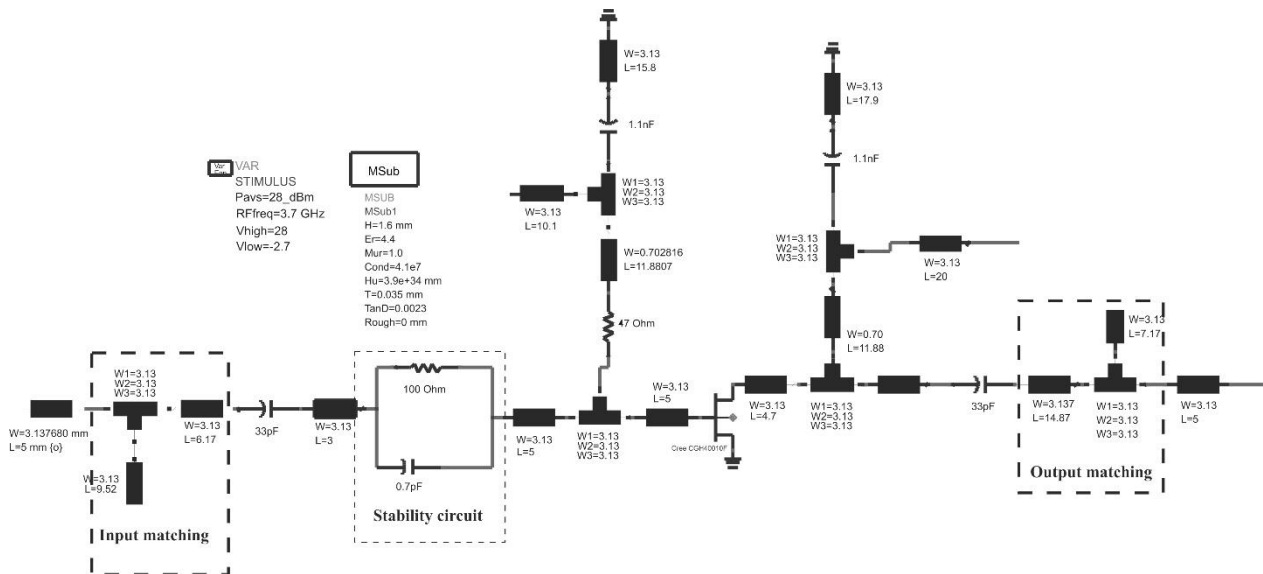 W=3.13
L=15.8
1.1nF
W1=3.13
W2=3.13
W3=3.13
W=3.13
L=10.1
W=0.702816
L=11.8807
47 Ohm
W=3.13
L=17.9
1.1nF
W1=3.13
W2=3.13
W3=3.13
W=3.13
L=20
W=0.70
L=11.88
VAR
STIMULUS
Pavs=28_dBm
RFfreq=3.7 GHz
Vhigh=28
Vlow=-2.7
MSub
MSUB
MSub1
H=1.6 mm
Er=4.4
Mur=1.0
Cond=4.1e7
Hu=3.9e+34 mm
T=0.035 mm
TanD=0.0023
Rough=0 mm
W=3.137680 mm
L=5 mm {o}
W1=3.13
W2=3.13
W3=3.13
W=3.13
L=6.17
W=3.13
L=9.52
Input matching
33pF
W=3.13
L=3
100 Ohm
0.7pF
Stability circuit
W=3.13
L=5
W1=3.13
W2=3.13
W3=3.13
W=3.13
L=5
Cree CGH40010F
W=3.13
L=4.7
W1=3.13
W2=3.13
W3=3.13
33pF
W=3.137
L=14.87
W=3.13
L=7.17
W1=3.13
W2=3.13
W3=3.13
W=3.13
L=5
Output matching